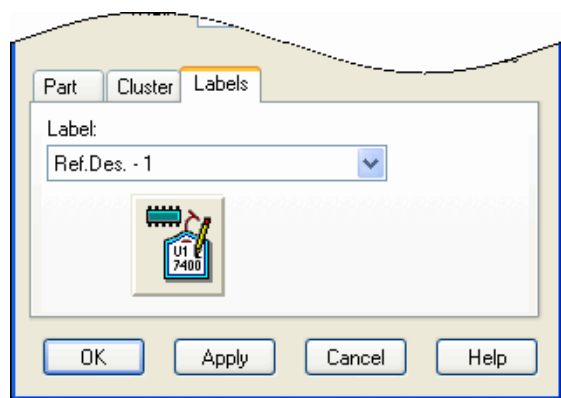 Part Cluster Labels
Label:
Ref.Des. - 1
U1
7400
OK Apply Cancel Help